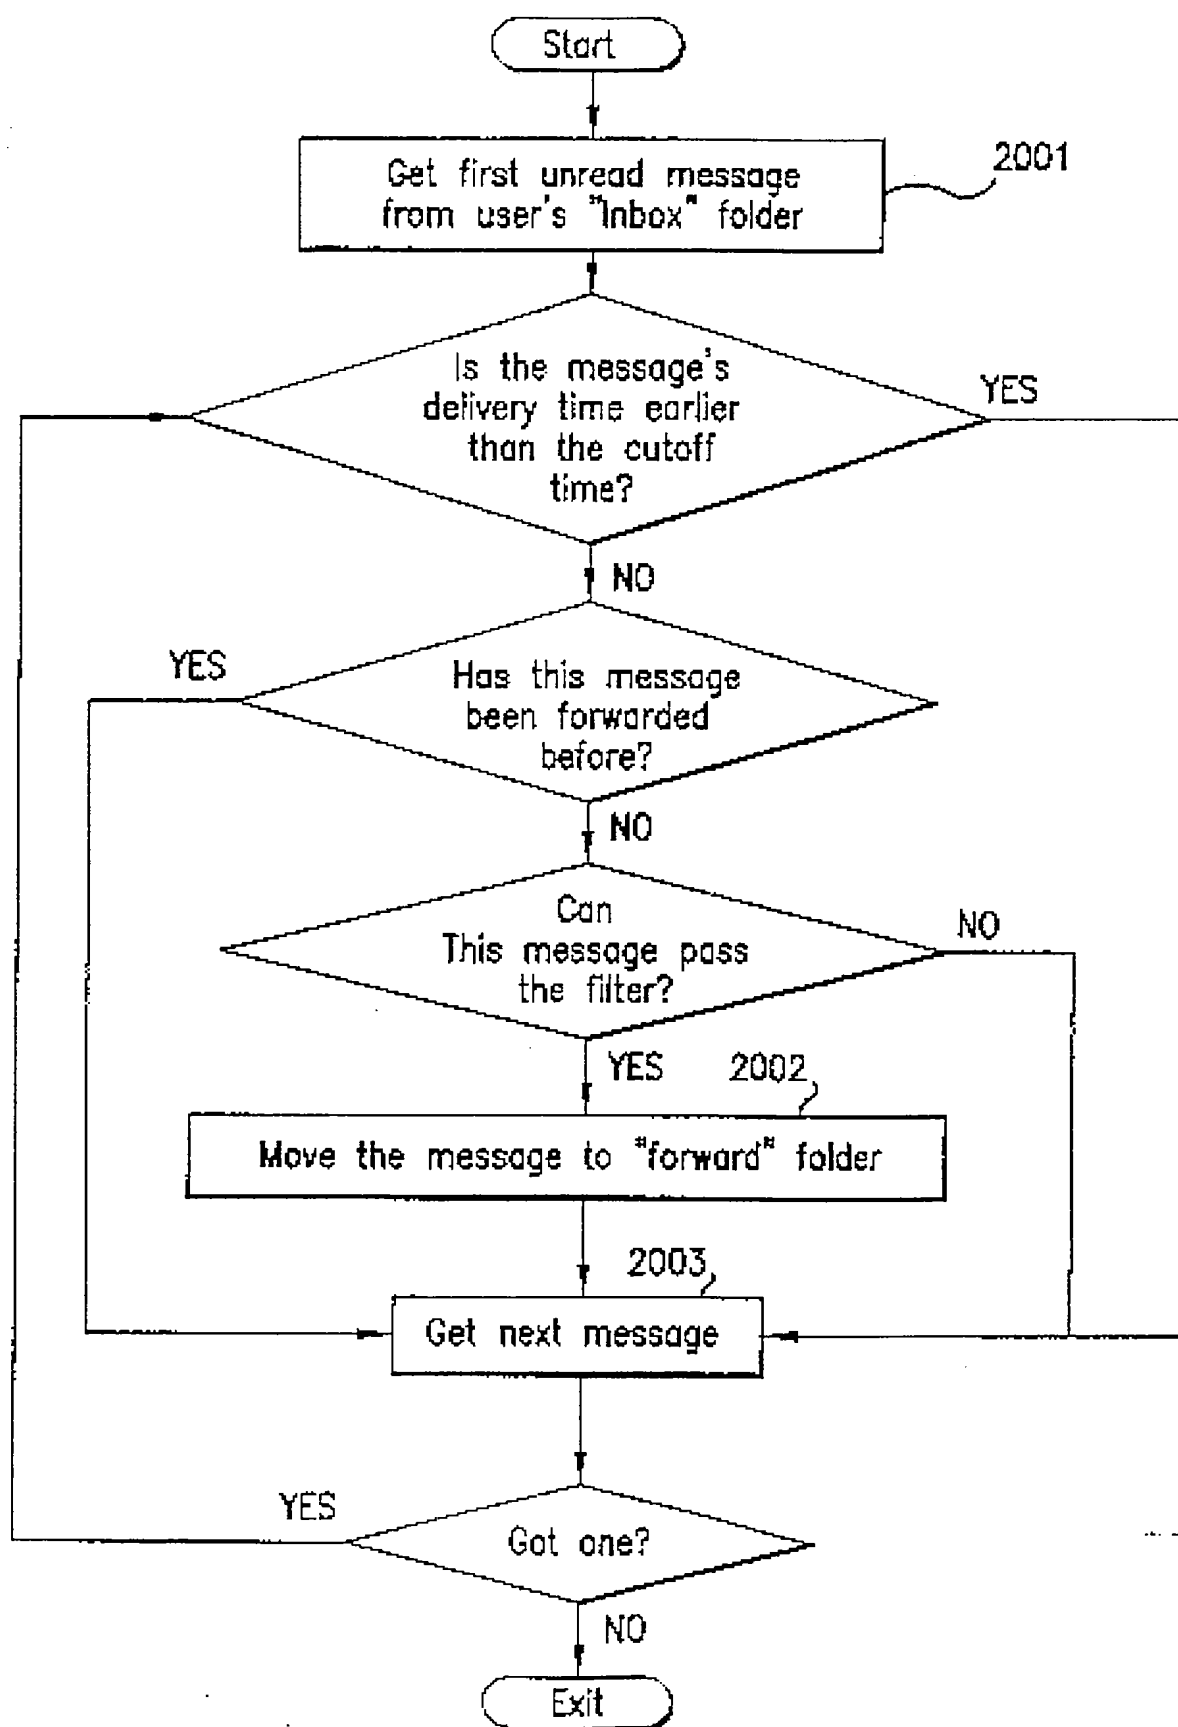 Start
Get first unread message
from user's "Inbox" folder
2001
Is the message's
delivery time earlier
than the cutoff
time?
YES
NO
YES
Has this message
been forwarded
before?
NO
Can
This message pass
the filter?
NO
YES
2002
Move the message to "forward" folder
2003
Get next message
YES
Got one?
NO
Exit